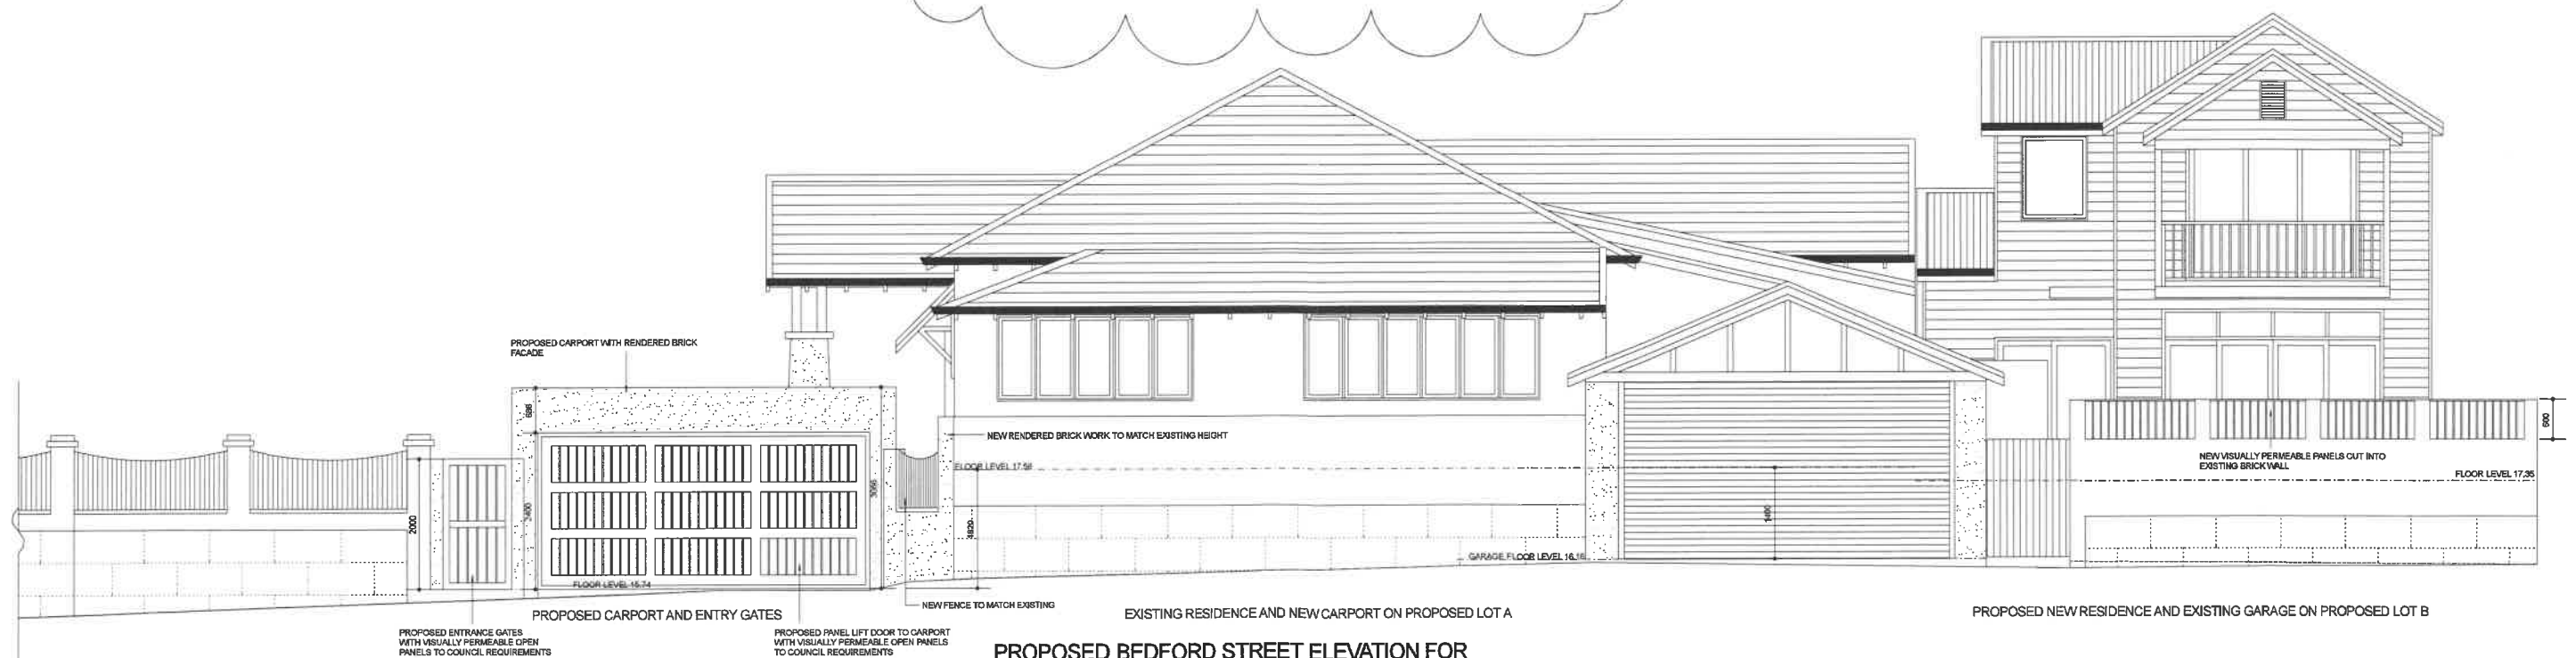 PROPOSED CARPORT WITH RENDERED BRICK
FACADE
686
2400
3086
2000
NEW RENDERED BRICK WORK TO MATCH EXISTING HEIGHT
FLOOR LEVEL 17.56
1820
FLOOR LEVEL 15.74
GARAGE FLOOR LEVEL 16.16
1400
600
NEW VISUALLY PERMEABLE PANELS CUT INTO
EXISTING BRICK WALL
FLOOR LEVEL 17.35
NEW FENCE TO MATCH EXISTING
PROPOSED CARPORT AND ENTRY GATES
EXISTING RESIDENCE AND NEW CARPORT ON PROPOSED LOT A
PROPOSED NEW RESIDENCE AND EXISTING GARAGE ON PROPOSED LOT B
PROPOSED ENTRANCE GATES
WITH VISUALLY PERMEABLE OPEN
PANELS TO COUNCIL REQUIREMENTS
PROPOSED PANEL LIFT DOOR TO CARPORT
WITH VISUALLY PERMEABLE OPEN PANELS
TO COUNCIL REQUIREMENTS
PROPOSED BEDFORD STREET ELEVATION FOR